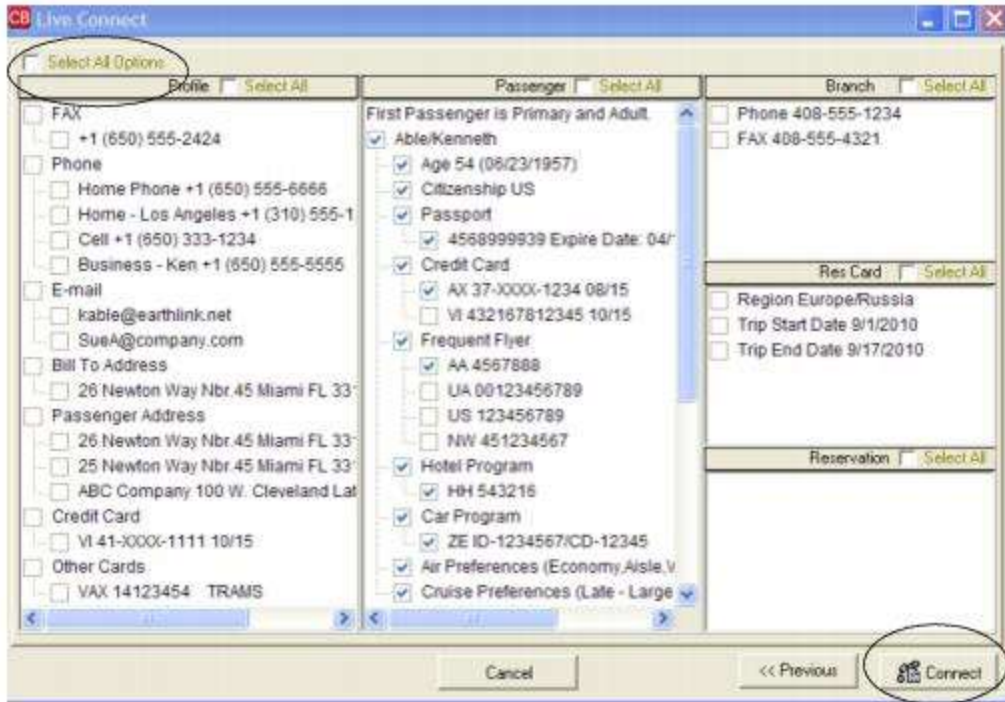 CB Live Connect
Select All Options
Profile Select All
FAX
+1 (650) 555-2424
Phone
Home Phone +1 (650) 555-6666
Home - Los Angeles +1 (310) 555-1
Cell +1 (650) 333-1234
Business - Ken +1 (650) 555-5555
E-mail
kable@earthlink.net
SueA@company.com
Bill To Address
26 Newton Way Nbr.45 Miami FL 331
Passenger Address
26 Newton Way Nbr.45 Miami FL 331
25 Newton Way Nbr.45 Miami FL 331
ABC Company 100 W. Cleveland Lat
Credit Card
VI 41-XXXX-1111 10/15
Other Cards
VAX 14123454 TRAMS
Passenger Select All
First Passenger is Primary and Adult.
Able/Kenneth
Age 54 (06/23/1957)
Citizenship US
Passport
4568999939 Expire Date: 04/
Credit Card
AX 37-XXXX-1234 08/15
VI 432167812345 10/15
Frequent Flyer
AA 4567888
UA 00123456789
US 123456789
NW 451234567
Hotel Program
HH 543216
Car Program
ZE ID-1234567/CD-12345
Air Preferences (Economy,Aisle,V
Cruise Preferences (Late - Large
Branch Select All
Phone 408-555-1234
FAX 408-555-4321
Res Card Select All
Region Europe/Russia
Trip Start Date 9/1/2010
Trip End Date 9/17/2010
Reservation Select All
Cancel
<< Previous
Connect